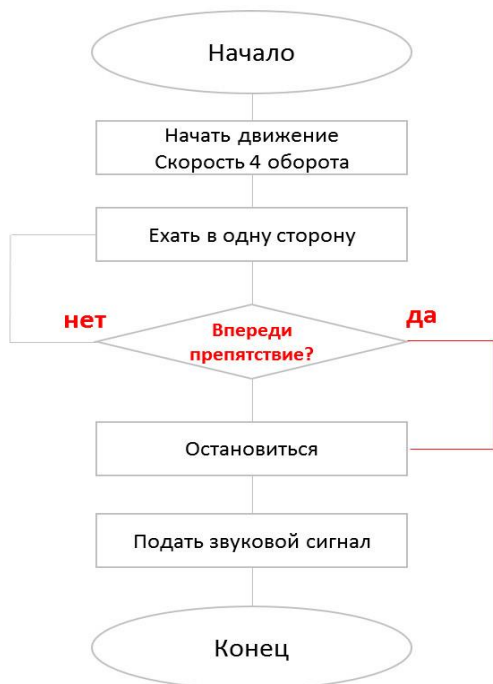 Начало
Начать движение
Скорость 4 оборота
Ехать в одну сторону
нет
да
Впереди
препятствие?
Остановиться
Подать звуковой сигнал
Конец